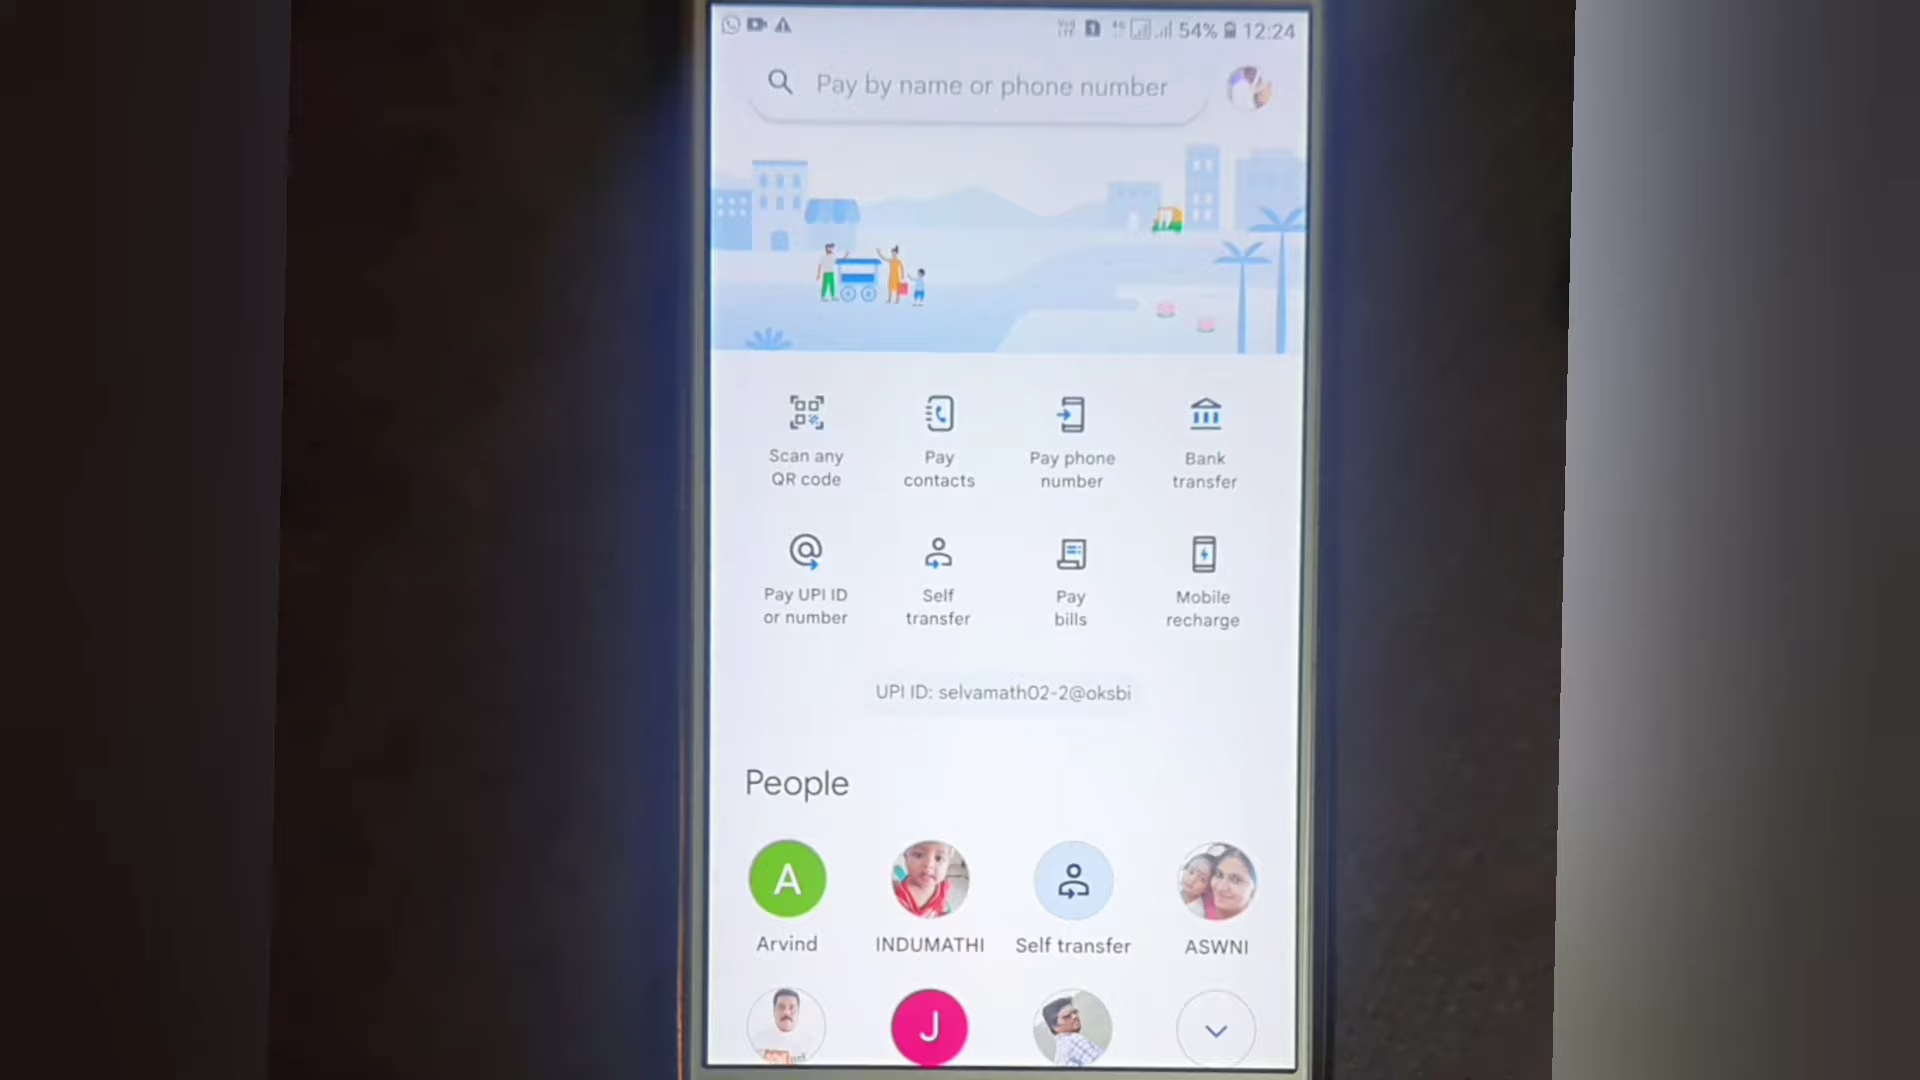 54% 12:24
Pay by name or phone number
Scan any
QR code
Pay
contacts
Pay phone
number
Bank
transfer
Pay UPI ID
or number
Self
transfer
Pay
bills
Mobile
recharge
UPI ID: selvamath02-2@oksbi
People
A
Arvind
INDUMATHI
Self transfer
ASWNI
J